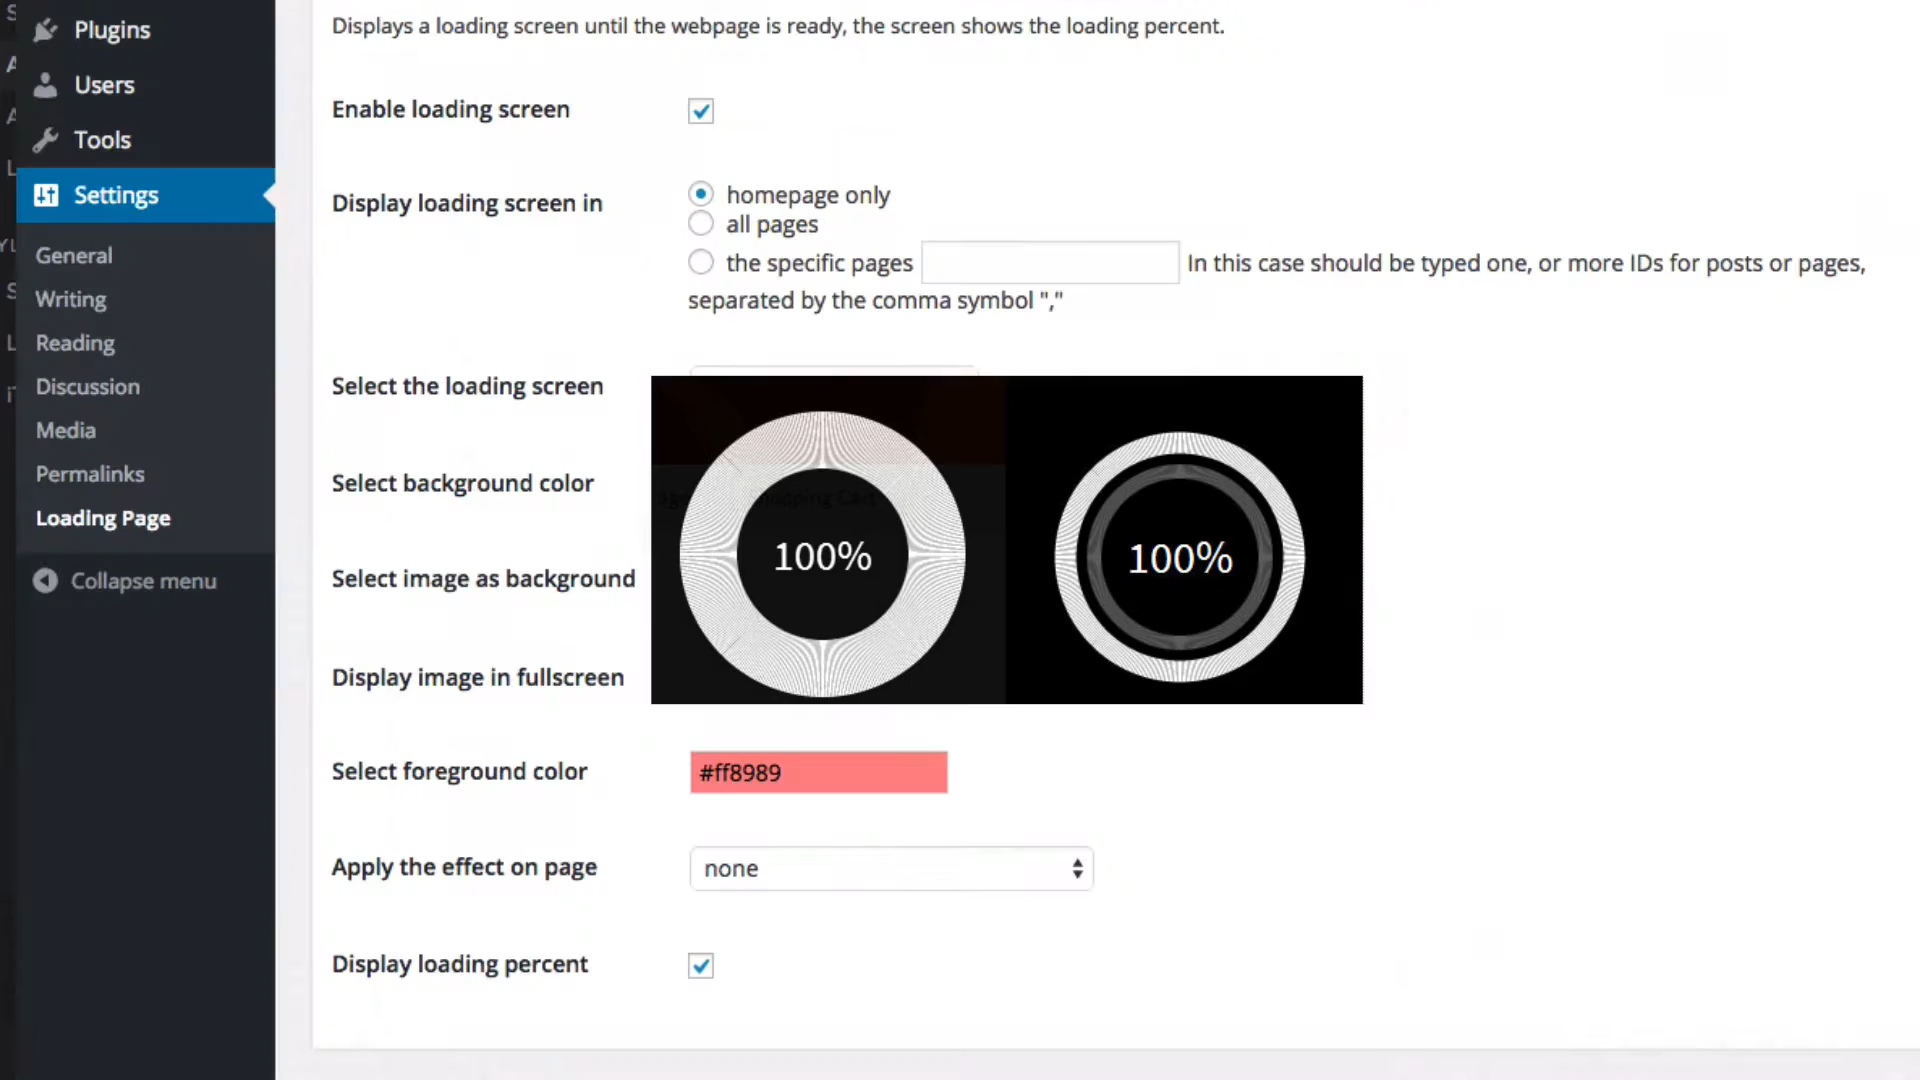 Plugins
Users
Tools
Settings
General
Writing
Reading
Discussion
Media
Permalinks
Loading Page
Collapse menu
Displays a loading screen until the webpage is ready, the screen shows the loading percent.
Enable loading screen
Display loading screen in
homepage only
all pages
the specific pages In this case should be typed one, or more IDs for posts or pages,
separated by the comma symbol ","
Select the loading screen
Select background color
Select image as background
100% 100%
Display image in fullscreen
Select foreground color #ff8989
Apply the effect on page none
Display loading percent